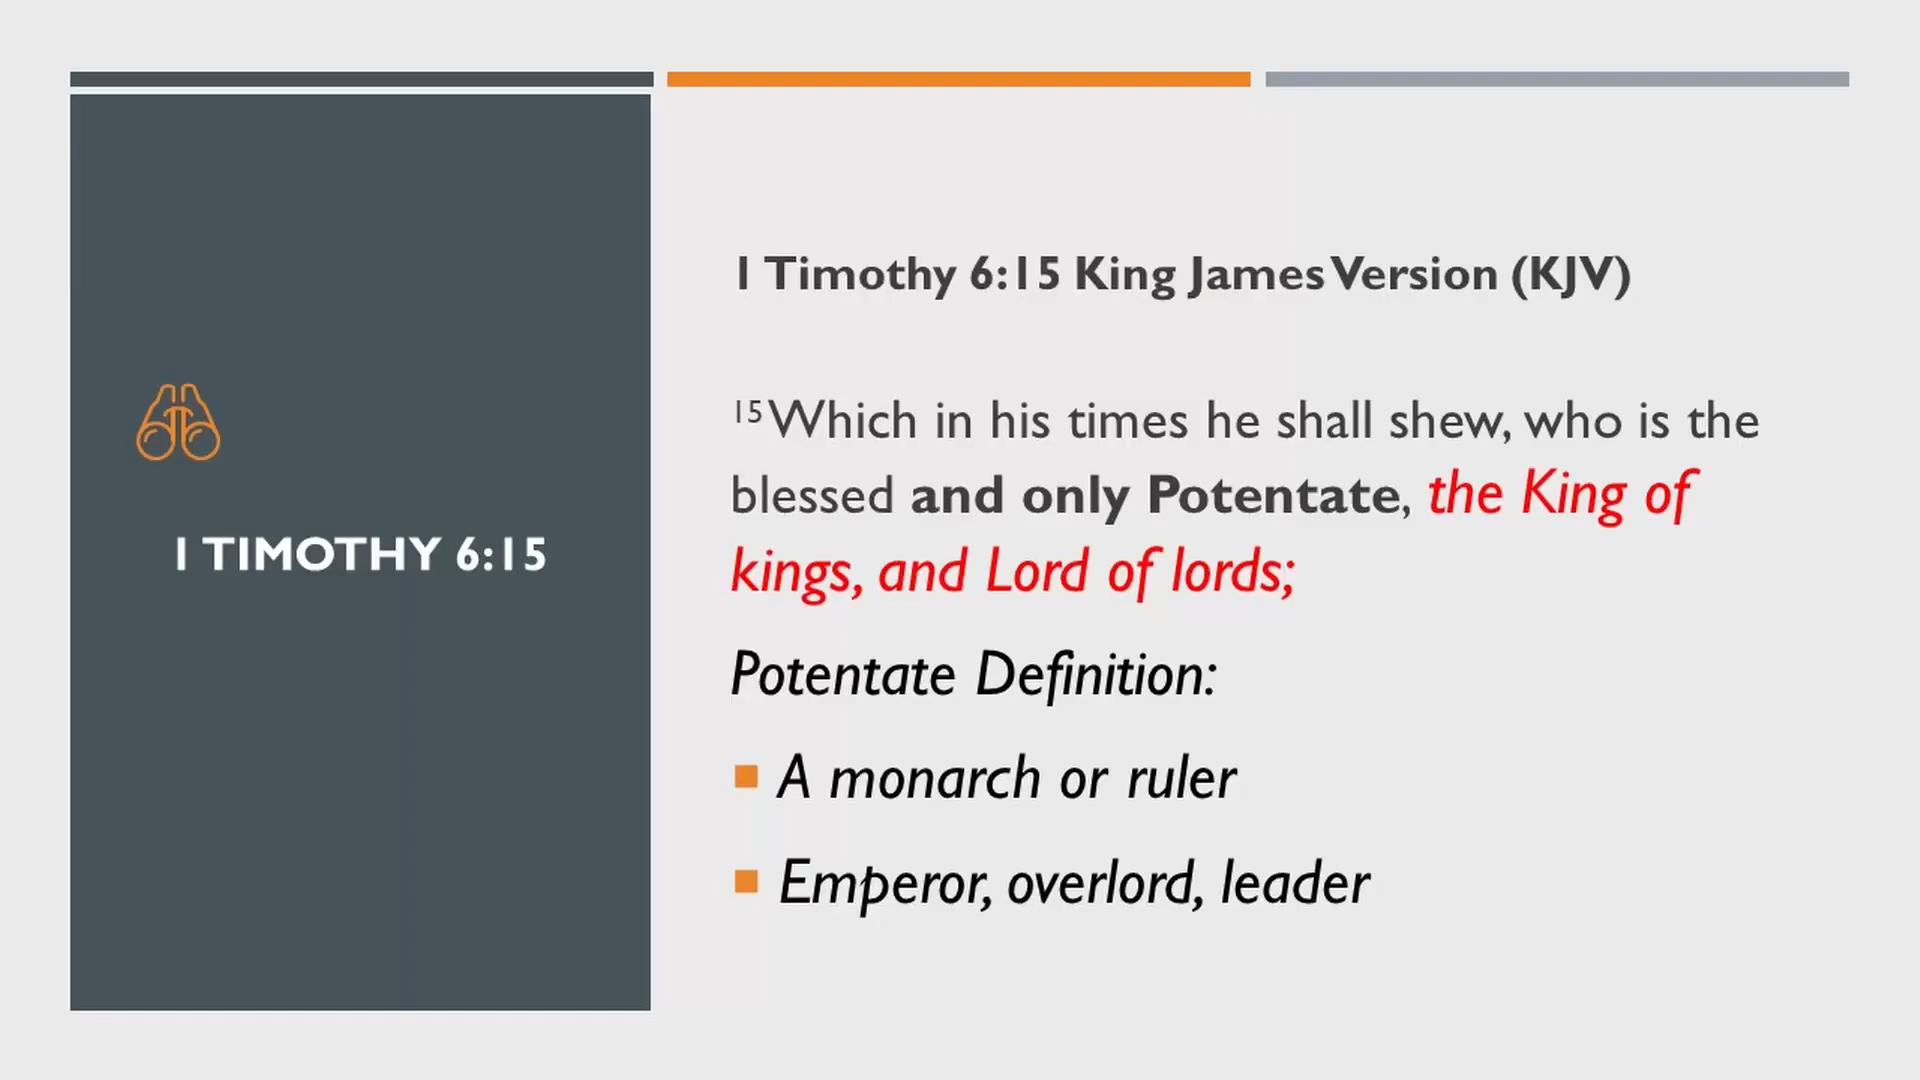 1 TIMOTHY 6:15
1 Timothy 6:15 King James Version (KJV)
15 Which in his times he shall shew, who is the
blessed and only Potentate, the King of
kings, and Lord of lords;
Potentate Definition:
A monarch or ruler
Emperor, overlord, leader